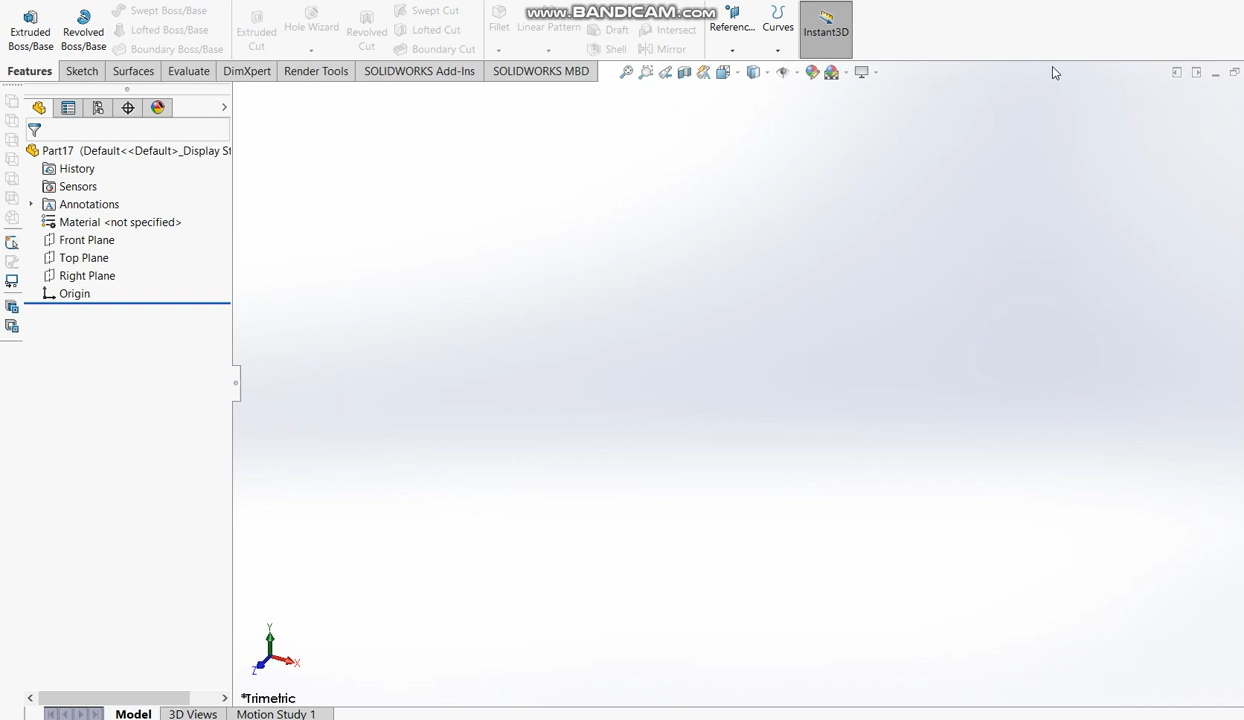 www.BANDICAM.com
Extruded Boss/Base
Revolved Boss/Base
Swept Boss/Base
Lofted Boss/Base
Boundary Boss/Base
Extruded Cut
Hole Wizard
Revolved Cut
Swept Cut
Lofted Cut
Boundary Cut
Fillet
Linear Pattern
Draft
Shell
Intersect
Mirror
Referenc...
Curves
Instant3D
Features
Sketch
Surfaces
Evaluate
DimXpert
Render Tools
SOLIDWORKS Add-Ins
SOLIDWORKS MBD
Part17 (Default<<Default>_Display St
History
Sensors
Annotations
Material <not specified>
Front Plane
Top Plane
Right Plane
Origin
Y
X
Z
*Trimetric
Model
3D Views
Motion Study 1